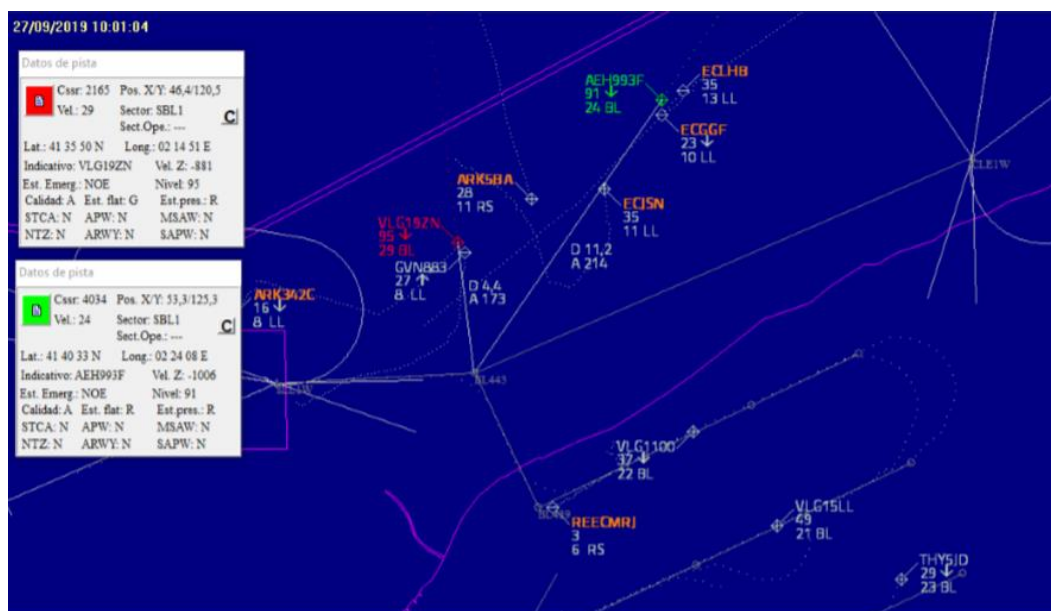 27/09/2019 10:01:04
Datos de pista
Cssr: 2165 Pos. X/Y: 46,4/120,5
Vel.: 29 Sector: SBL1
Sect.Ope.: ---
C
Lat.: 41 35 50 N Long.: 02 14 51 E
Indicativo: VLG19ZN Vel. Z: -881
Est. Emerg.: NOE Nivel: 95
Calidad: A Est. flat: G Est.pres.: R
STCA: N APW: N MSAW: N
NTZ: N ARWY: N SAPW: N
Datos de pista
Cssr: 4034 Pos. X/Y: 53,3/125,3
Vel.: 24 Sector: SBL1
Sect.Ope.: ---
C
Lat.: 41 40 33 N Long.: 02 24 08 E
Indicativo: AEH993F Vel. Z: -1006
Est. Emerg.: NOE Nivel: 91
Calidad: A Est. flat: R Est.pres.: R
STCA: N APW: N MSAW: N
NTZ: N ARWY: N SAPW: N
AEH993F
91 ↓
24 BL
ECLHB
35
13 LL
ECGGF
23 ↓
10 LL
CLE1W
ARK5BA
28
11 RS
ECJSN
35
11 LL
VLG19ZN
95 ↓
29 BL
GVN883
27 ↑
8 LL
D 11,2
A 214
D 4,4
A 173
ARK342C
16 ↓
8 LL
BL445
VLG1100
37 ↓
22 BL
REECMRJ
3
6 RS
VLG15LL
49
21 BL
THY5JD
29 ↓
23 BL